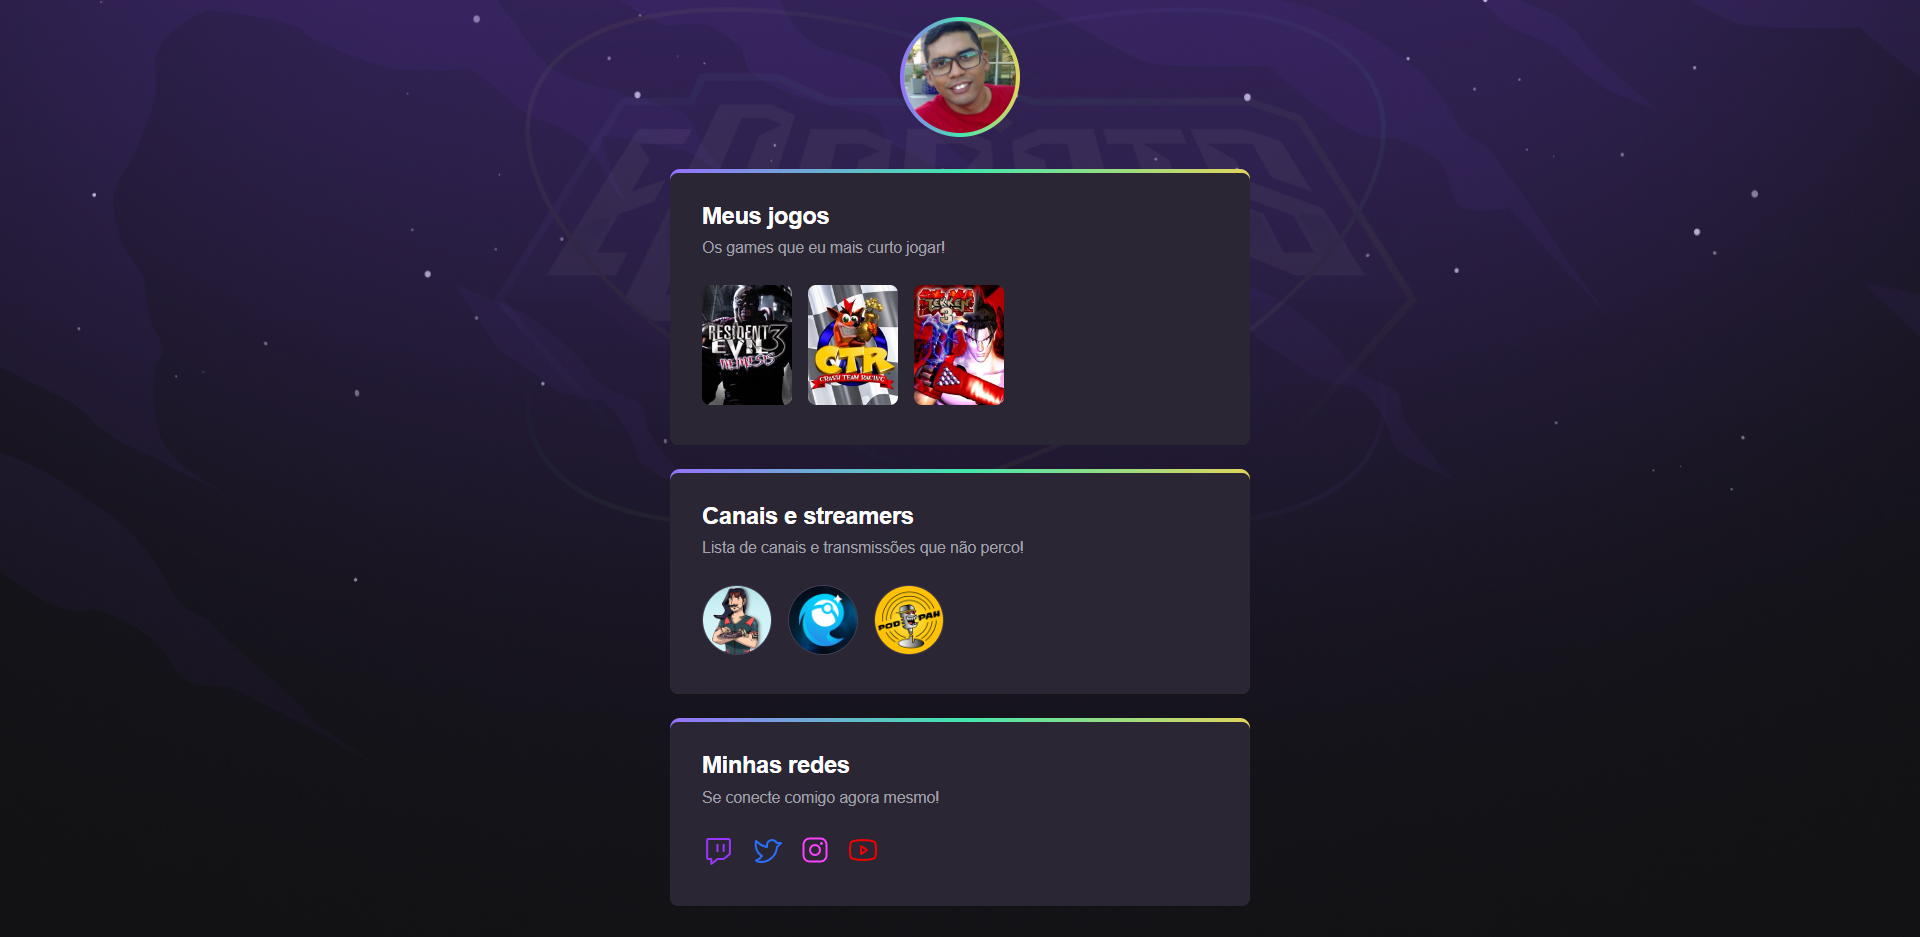 Meus jogos
Os games que eu mais curto jogar!
RESIDENT
EVIL 3
NEMESIS
CTR
CRASH TEAM RACING
TEKKEN
3
Canais e streamers
Lista de canais e transmissões que não perco!
POD PAH
Minhas redes
Se conecte comigo agora mesmo!